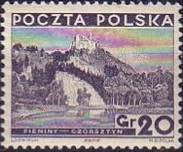 POCZTA POLSKA
Gr 20
PIENINY — CZORSZTYN